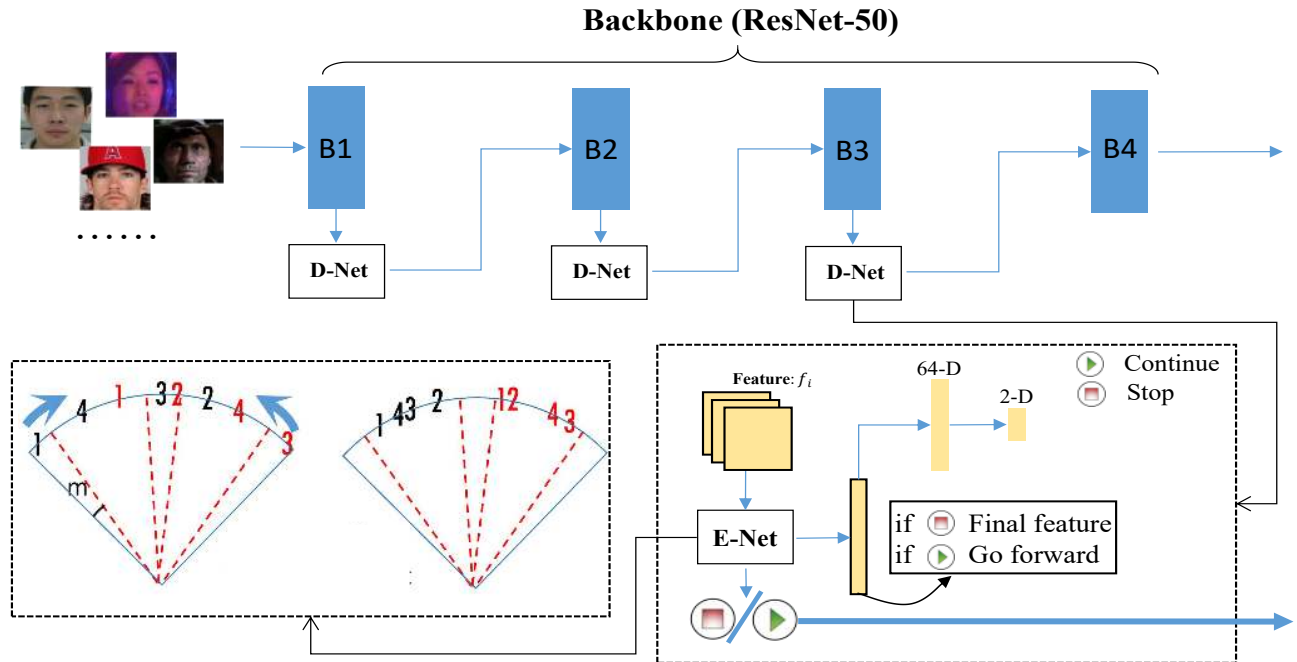 Backbone (ResNet-50)
A
B1
B2
B3
B4
......
D-Net
D-Net
D-Net
1 4 1 3 2 2 4 3
m
1 4 3 2 1 2 4 3
:
Feature: fᵢ
64-D
2-D
Continue
Stop
E-Net
if Final feature
if Go forward